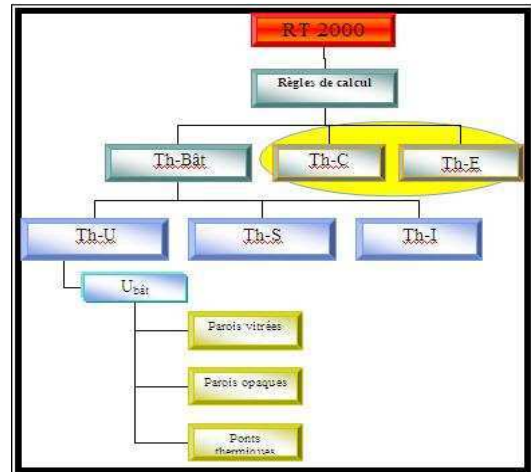 RT 2000
Règles de calcul
Th-Bât
Th-C
Th-E
Th-U
Th-S
Th-I
Ubât
Parois vitrées
Parois opaques
Ponts
thermiques